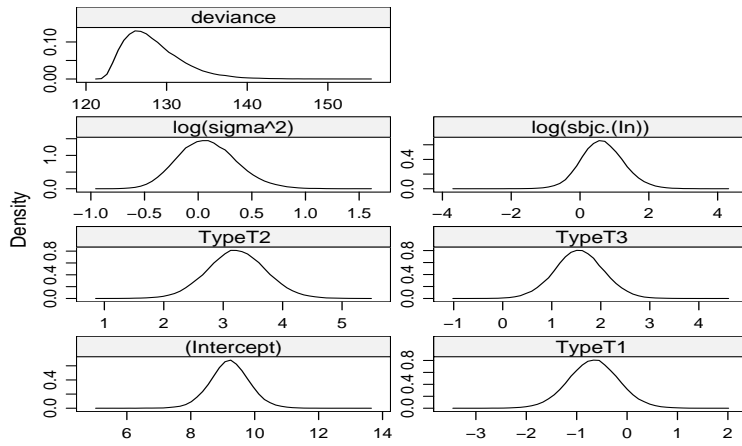 deviance
0.00 0.10
120 130 140 150
log(sigma^2)
0.0 1.0
−1.0 −0.5 0.0 0.5 1.0 1.5
log(sbjc.(In))
0.0 0.4
−4 −2 0 2 4
Density
TypeT2
0.0 0.4 0.8
1 2 3 4 5
TypeT3
0.0 0.4 0.8
−1 0 1 2 3 4
(Intercept)
0.0 0.4
6 8 10 12 14
TypeT1
0.0 0.4 0.8
−3 −2 −1 0 1 2